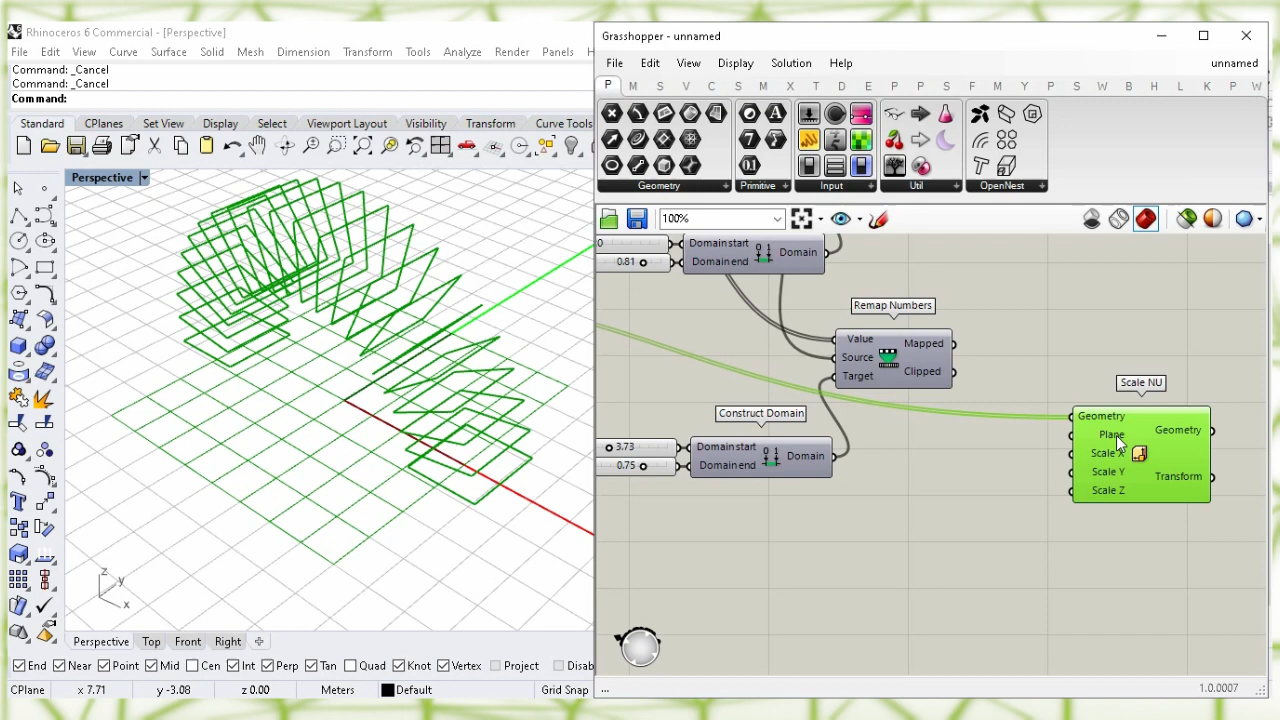 Rhinoceros 6 Commercial - [Perspective]
File Edit View Curve Surface Solid Mesh Dimension Transform Tools Analyze Render Panels H
Command: _Cancel
Command: _Cancel
Command:
Standard CPlanes Set View Display Select Viewport Layout Visibility Transform Curve Tools
Perspective
z
y
x
Perspective Top Front Right
End Near Point Mid Cen Int Perp Tan Quad Knot Vertex Project Disab
CPlane x 7.71 y -3.08 z 0.00 Meters Default Grid Snap
Grasshopper - unnamed
File Edit View Display Solution Help unnamed
P M S V C S M X T D E P P S F M Y T K S W B H L K P W
Geometry Primitive Input Util OpenNest
100%
0 Domain start 0 1 Domain
0.81 Domain end
Remap Numbers
Value Mapped
Source
Target Clipped
Scale NU
Geometry
Plane Geometry
Scale X
Scale Y Transform
Scale Z
Construct Domain
3.73 Domain start 0 1 Domain
0.75 Domain end
... 1.0.0007